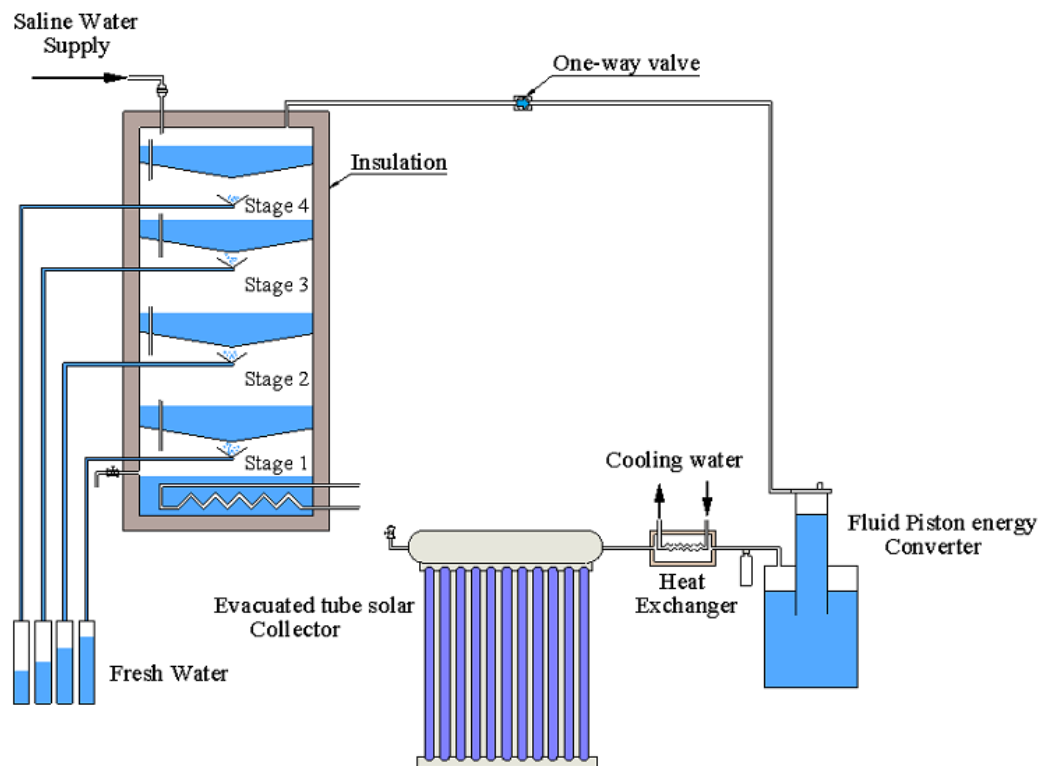 Saline Water
Supply
One-way valve
Insulation
Stage 4
Stage 3
Stage 2
Stage 1
Cooling water
Fluid Piston energy
Converter
Heat
Exchanger
Evacuated tube solar
Collector
Fresh Water